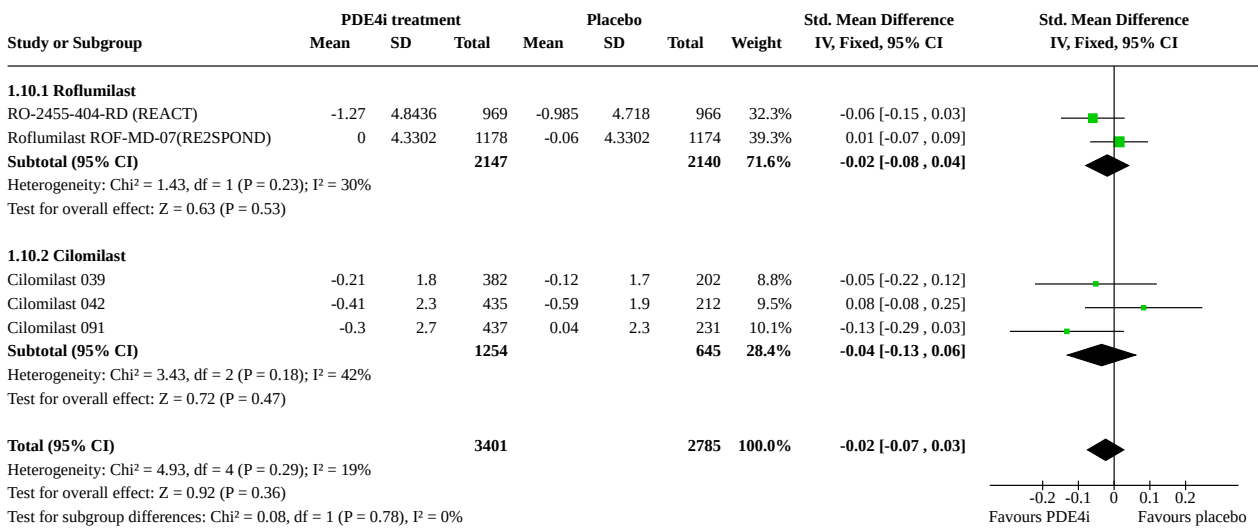 PDE4i treatment Placebo Std. Mean Difference Std. Mean Difference
Study or Subgroup Mean SD Total Mean SD Total Weight IV, Fixed, 95% CI IV, Fixed, 95% CI
1.10.1 Roflumilast
RO-2455-404-RD (REACT) -1.27 4.8436 969 -0.985 4.718 966 32.3% -0.06 [-0.15 , 0.03]
Roflumilast ROF-MD-07(RE2SPOND) 0 4.3302 1178 -0.06 4.3302 1174 39.3% 0.01 [-0.07 , 0.09]
Subtotal (95% CI) 2147 2140 71.6% -0.02 [-0.08 , 0.04]
Heterogeneity: Chi² = 1.43, df = 1 (P = 0.23); I² = 30%
Test for overall effect: Z = 0.63 (P = 0.53)
1.10.2 Cilomilast
Cilomilast 039 -0.21 1.8 382 -0.12 1.7 202 8.8% -0.05 [-0.22 , 0.12]
Cilomilast 042 -0.41 2.3 435 -0.59 1.9 212 9.5% 0.08 [-0.08 , 0.25]
Cilomilast 091 -0.3 2.7 437 0.04 2.3 231 10.1% -0.13 [-0.29 , 0.03]
Subtotal (95% CI) 1254 645 28.4% -0.04 [-0.13 , 0.06]
Heterogeneity: Chi² = 3.43, df = 2 (P = 0.18); I² = 42%
Test for overall effect: Z = 0.72 (P = 0.47)
Total (95% CI) 3401 2785 100.0% -0.02 [-0.07 , 0.03]
Heterogeneity: Chi² = 4.93, df = 4 (P = 0.29); I² = 19%
Test for overall effect: Z = 0.92 (P = 0.36)
-0.2 -0.1 0 0.1 0.2
Test for subgroup differences: Chi² = 0.08, df = 1 (P = 0.78), I² = 0%
Favours PDE4i Favours placebo